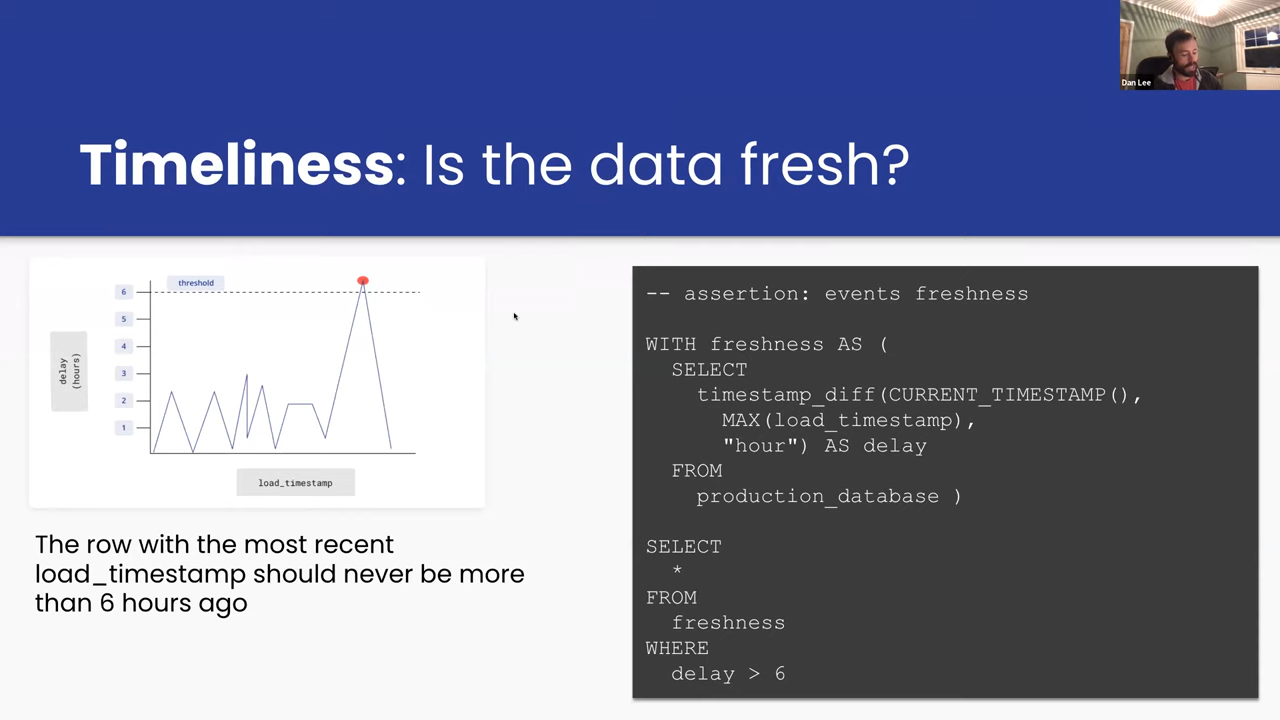 Dan Lee
Timeliness: Is the data fresh?
threshold
6
5
4
3
2
1
delay
(hours)
load_timestamp
The row with the most recent
load_timestamp should never be more
than 6 hours ago
-- assertion: events freshness
WITH freshness AS (
SELECT
timestamp_diff(CURRENT_TIMESTAMP(),
MAX(load_timestamp),
"hour") AS delay
FROM
production_database )
SELECT
*
FROM
freshness
WHERE
delay > 6